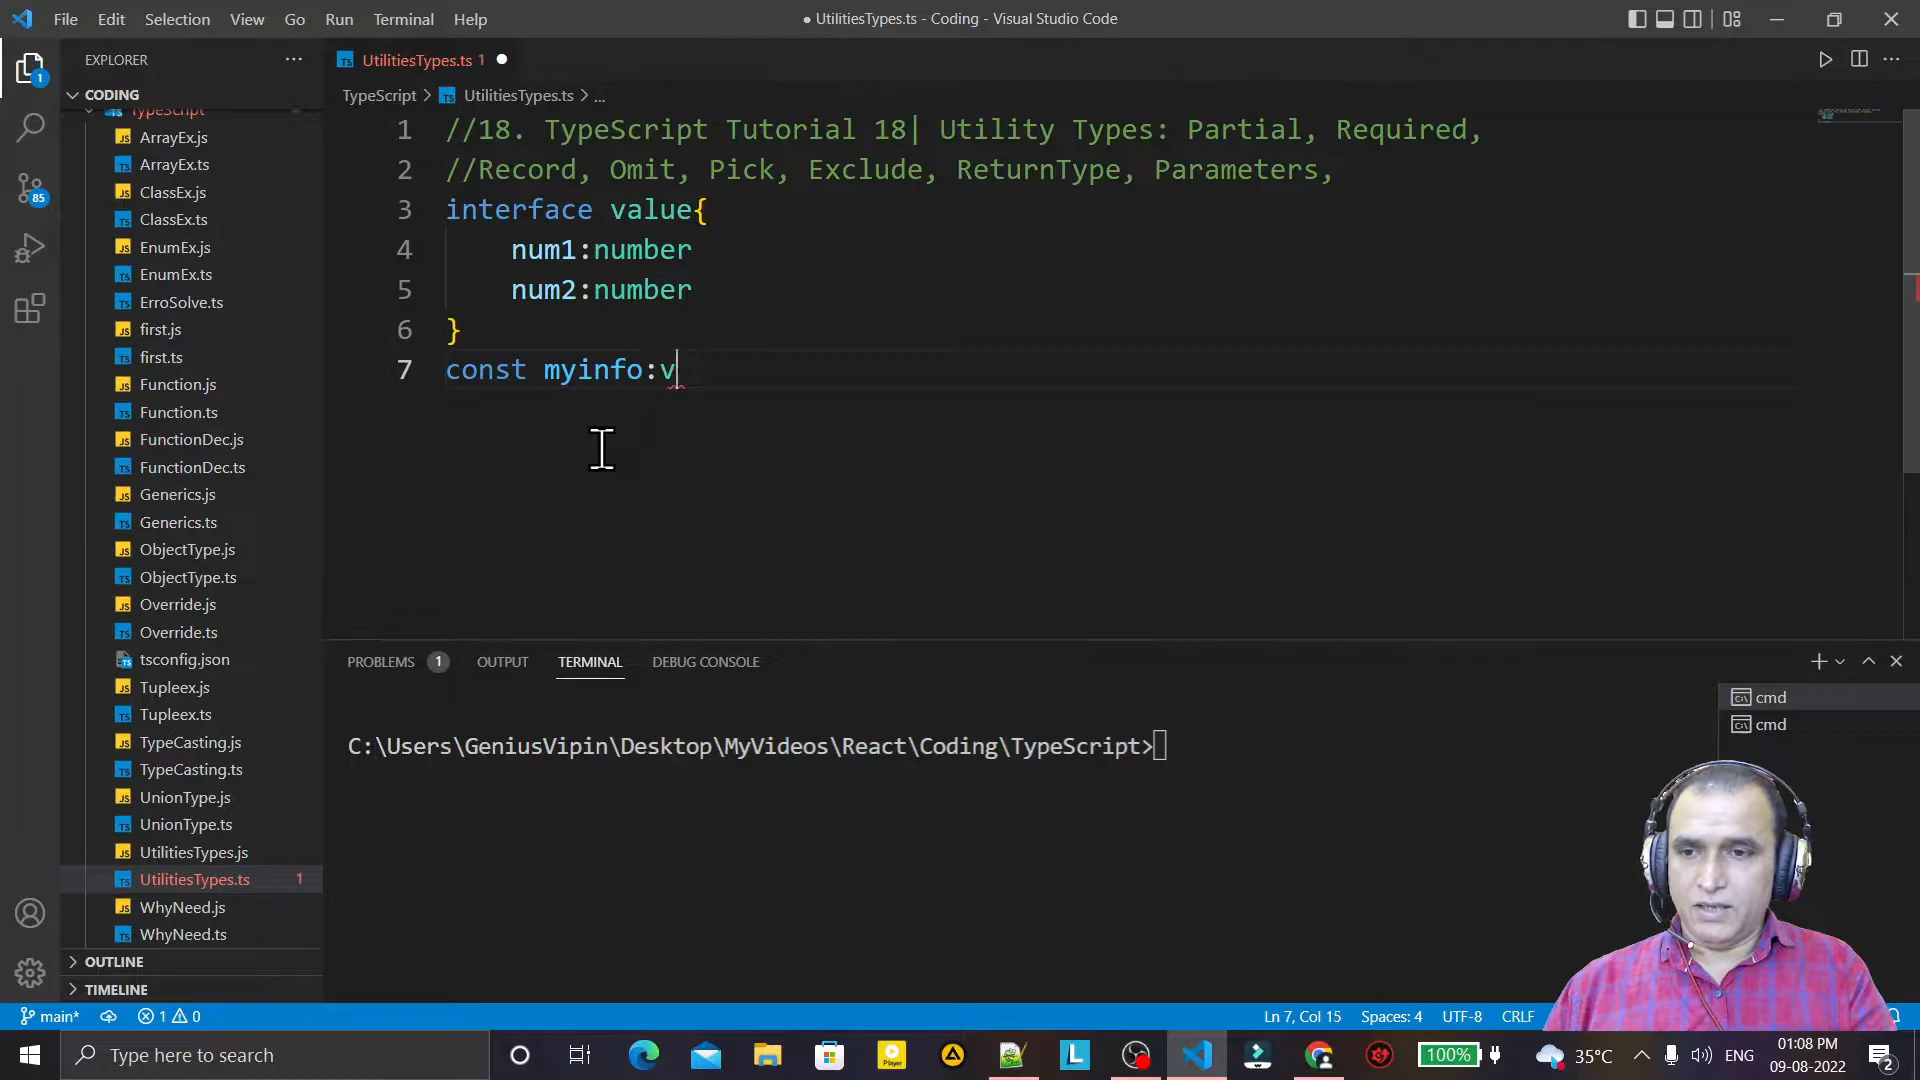 File Edit Selection View Go Run Terminal Help
● UtilitiesTypes.ts - Coding - Visual Studio Code
EXPLORER
UtilitiesTypes.ts 1
CODING
TypeScript > UtilitiesTypes.ts > ...
TypeScript
ArrayEx.js
ArrayEx.ts
ClassEx.js
ClassEx.ts
EnumEx.js
EnumEx.ts
ErroSolve.ts
first.js
first.ts
Function.js
Function.ts
FunctionDec.js
FunctionDec.ts
Generics.js
Generics.ts
ObjectType.js
ObjectType.ts
Override.js
Override.ts
tsconfig.json
Tupleex.js
Tupleex.ts
TypeCasting.js
TypeCasting.ts
UnionType.js
UnionType.ts
UtilitiesTypes.js
UtilitiesTypes.ts 1
WhyNeed.js
WhyNeed.ts
OUTLINE
TIMELINE
1 //18. TypeScript Tutorial 18| Utility Types: Partial, Required,
2 //Record, Omit, Pick, Exclude, ReturnType, Parameters,
3 interface value{
4 num1:number
5 num2:number
6 }
7 const myinfo:v
PROBLEMS 1 OUTPUT TERMINAL DEBUG CONSOLE
cmd
cmd
C:\Users\GeniusVipin\Desktop\MyVideos\React\Coding\TypeScript>
1
85
main* 1 0
Ln 7, Col 15 Spaces: 4 UTF-8 CRLF
Type here to search
Player
L
100%
35°C
ENG
01:08 PM
09-08-2022
2